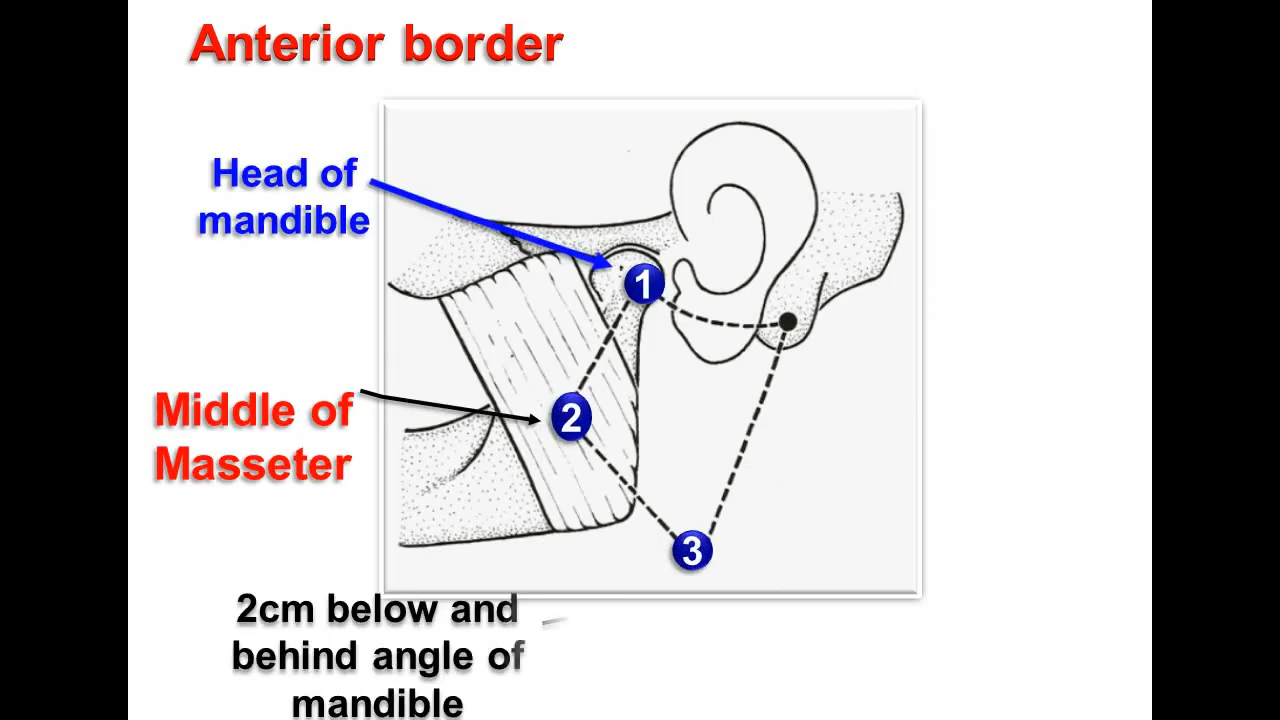 Anterior border
Head of
mandible
1
Middle of
Masseter
2
3
2cm below and
behind angle of
mandible